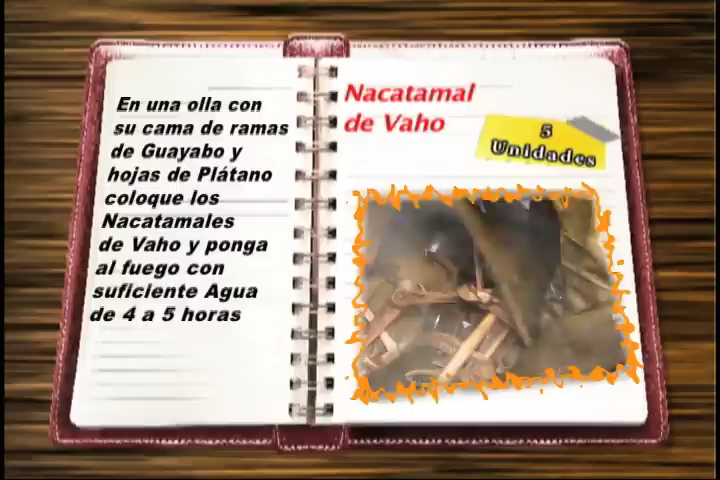 En una olla con
su cama de ramas
de Guayabo y
hojas de Plátano
coloque los
Nacatamales
de Vaho y ponga
al fuego con
suficiente Agua
de 4 a 5 horas
Nacatamal
de Vaho
5
Unidades